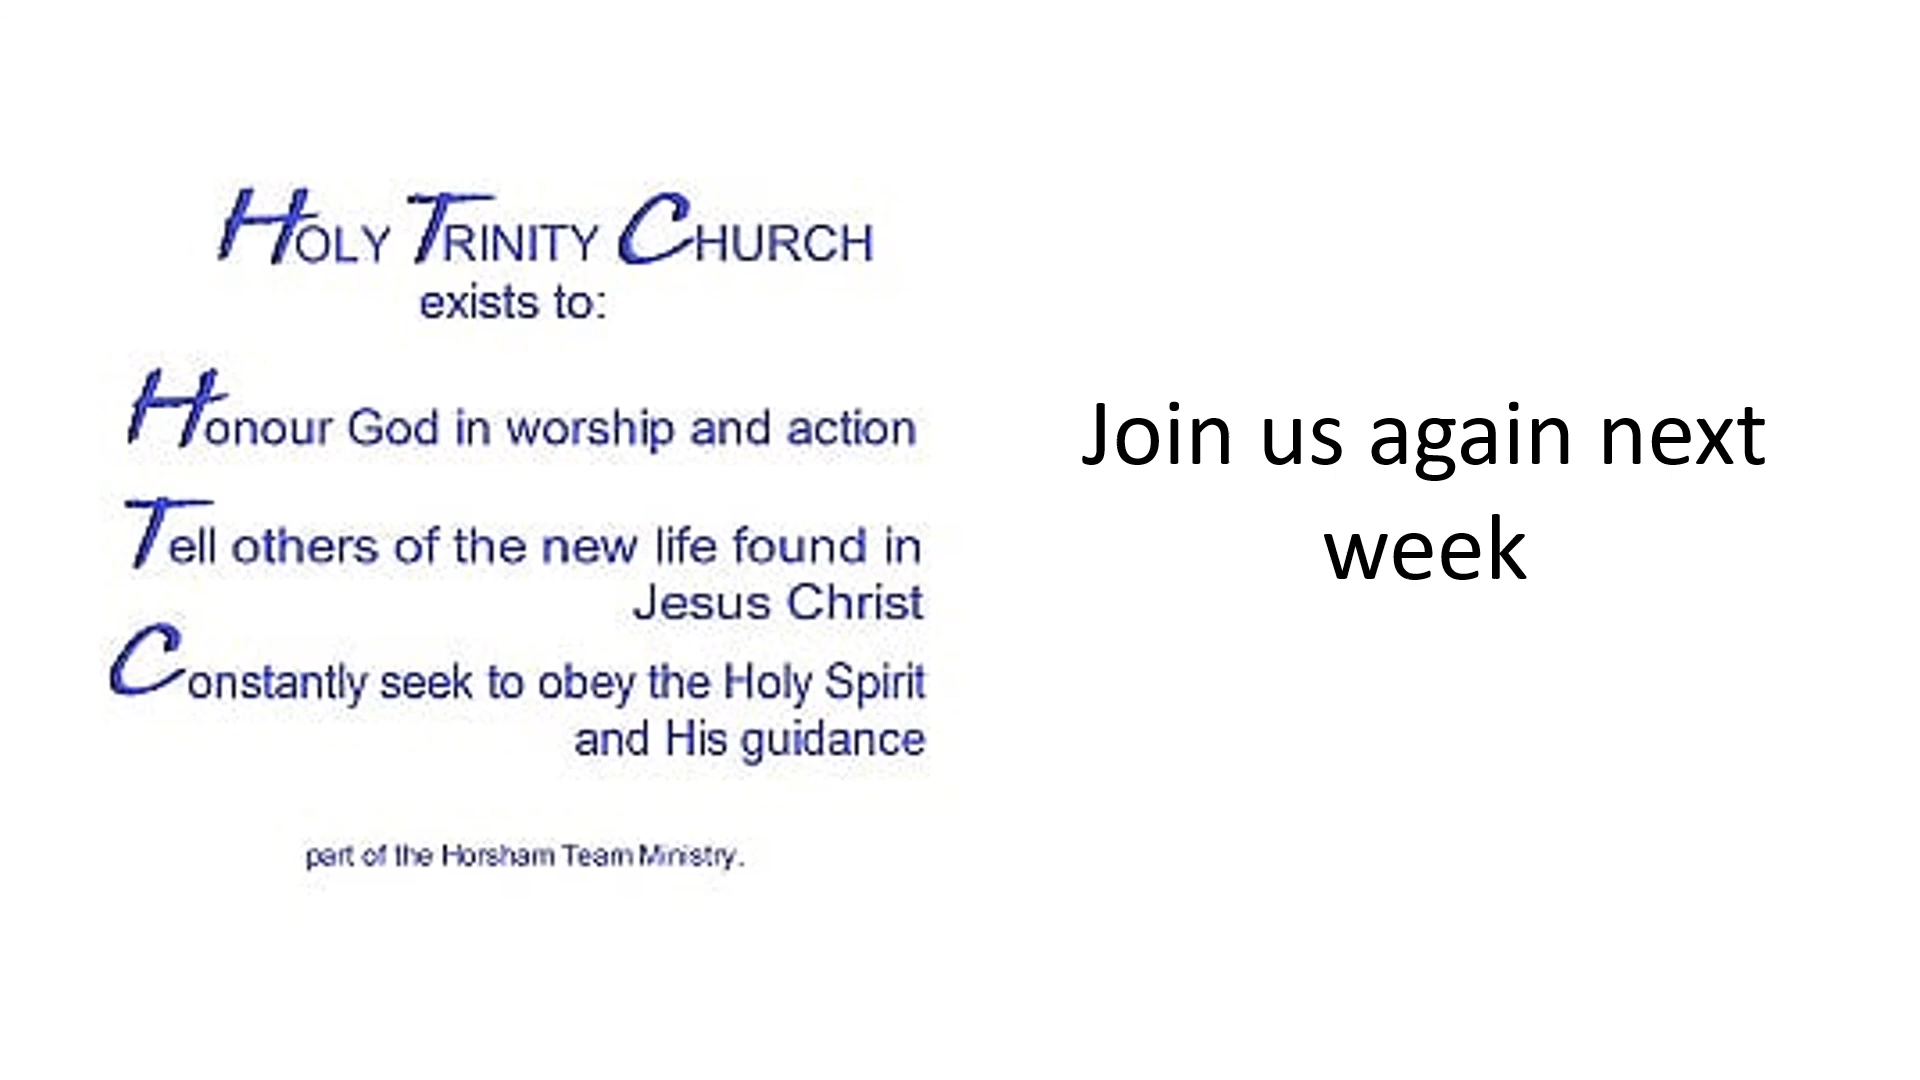 HOLY TRINITY CHURCH
exists to:
Honour God in worship and action
Tell others of the new life found in
Jesus Christ
Constantly seek to obey the Holy Spirit
and His guidance
part of the Horsham Team Ministry.
Join us again next
week